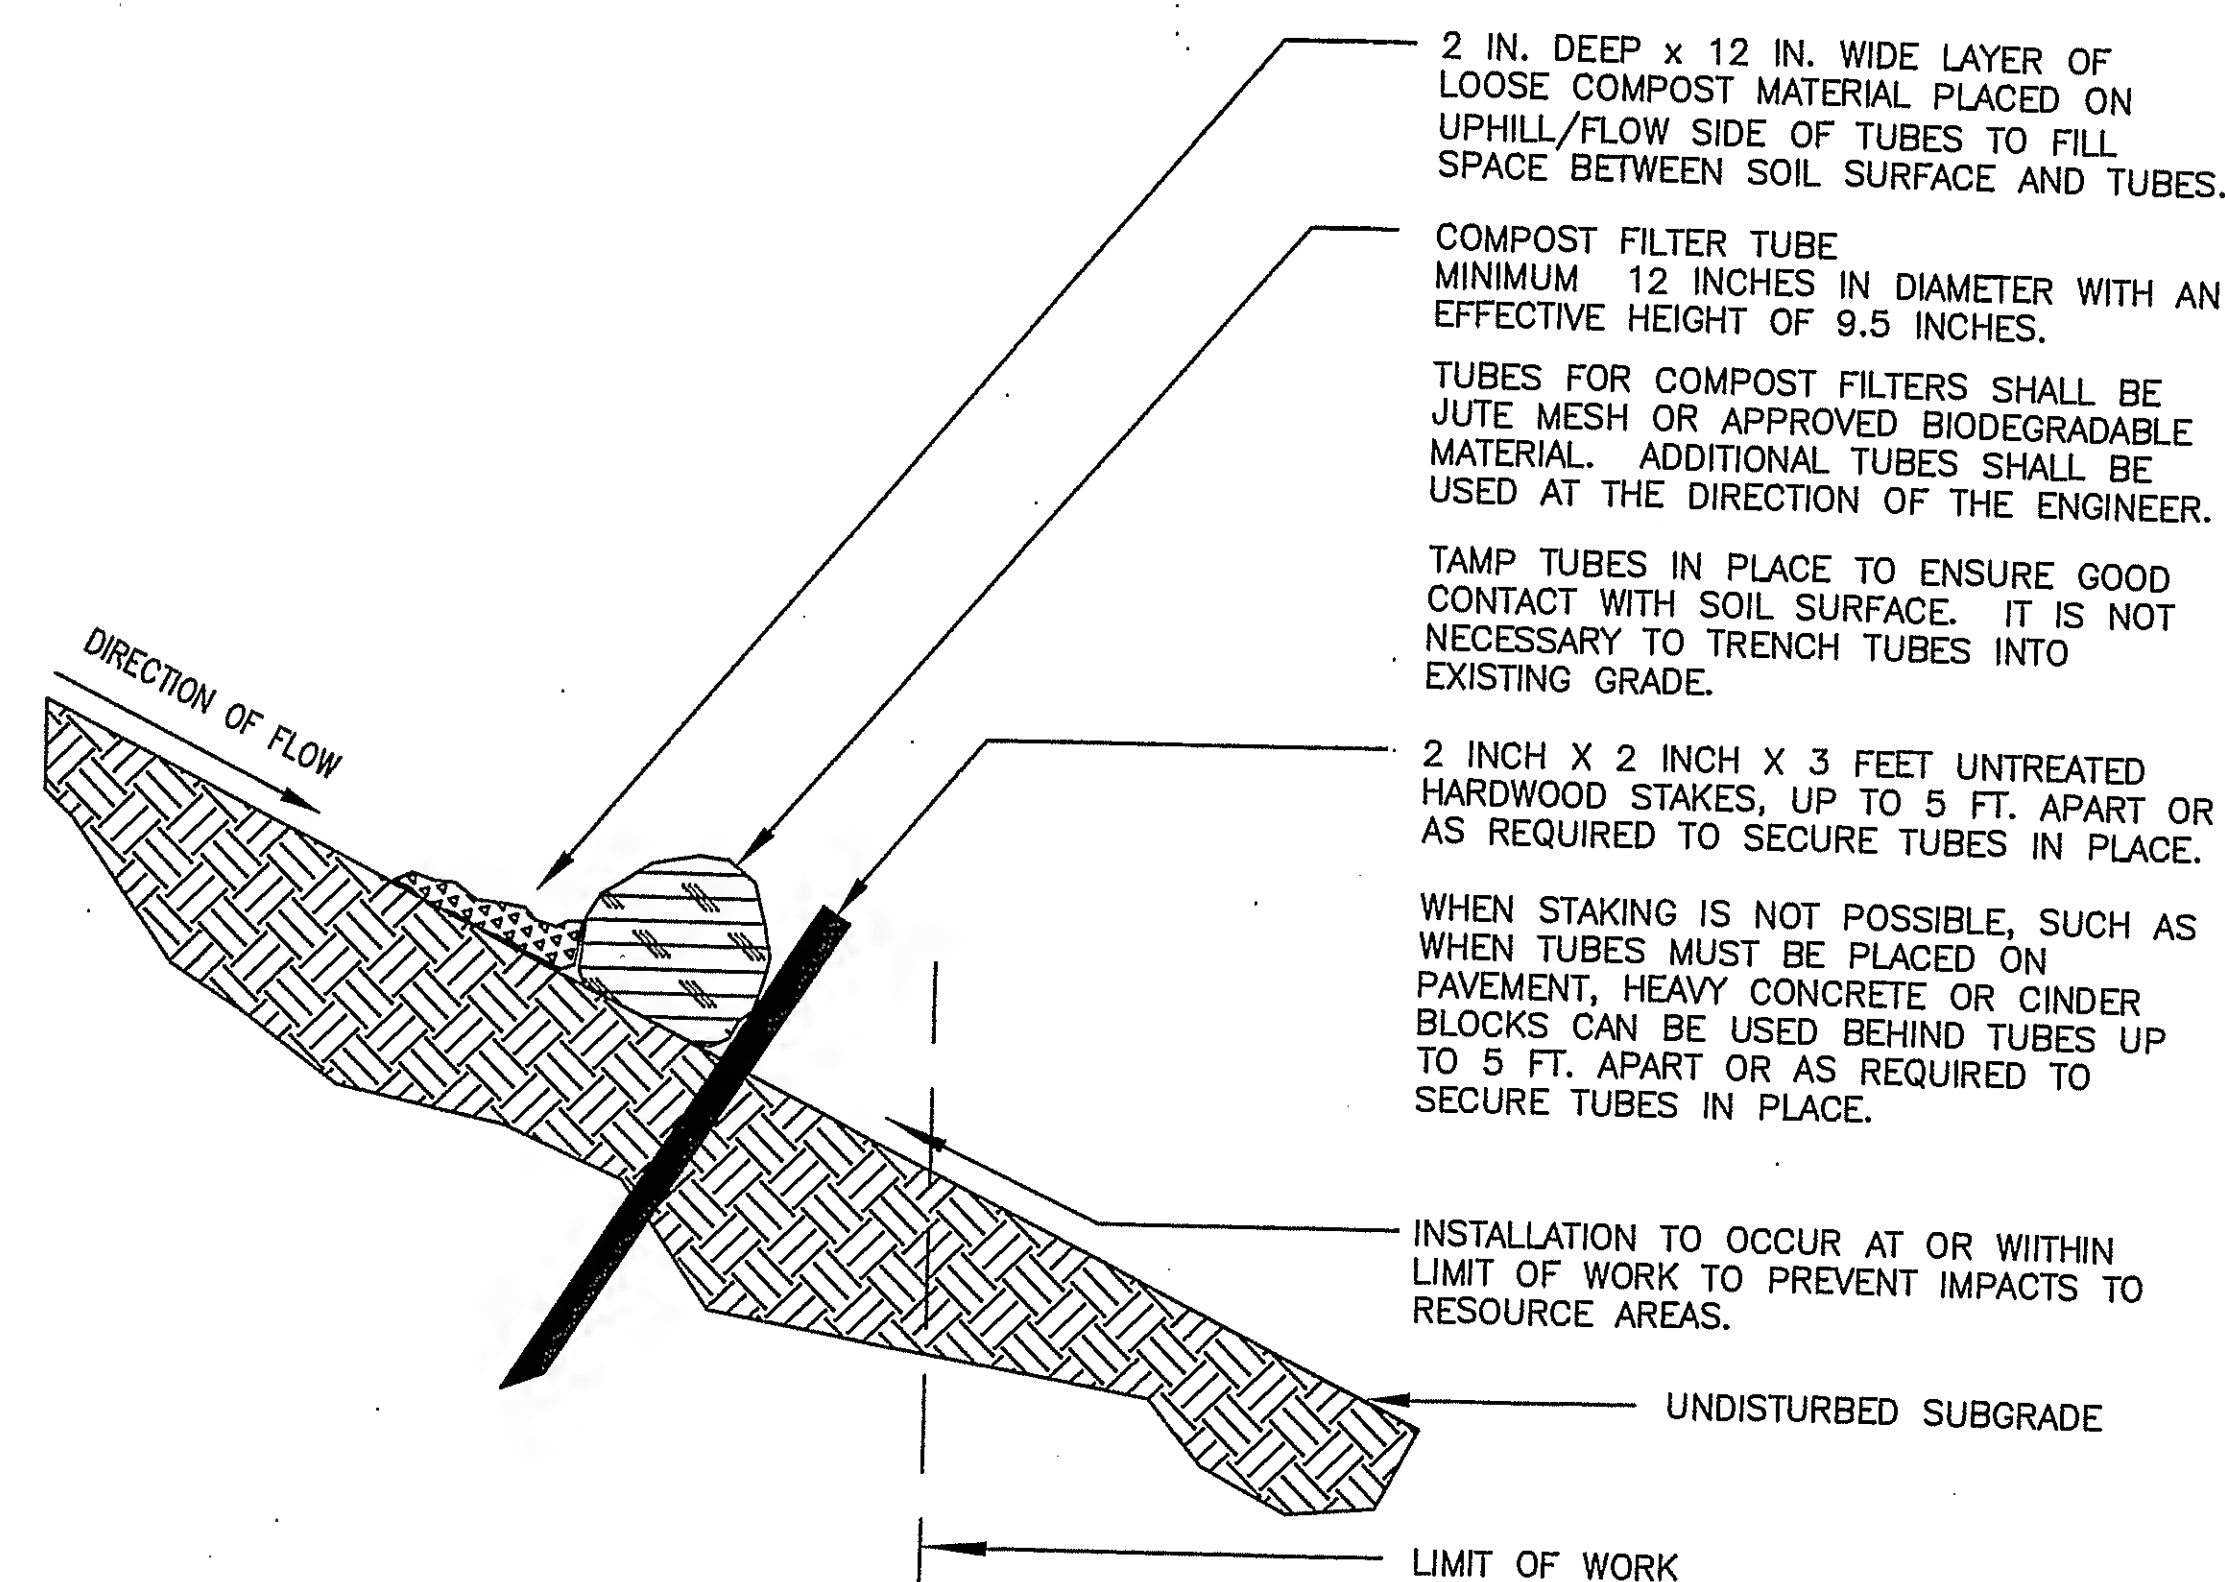 2 IN. DEEP x 12 IN. WIDE LAYER OF
LOOSE COMPOST MATERIAL PLACED ON
UPHILL/FLOW SIDE OF TUBES TO FILL
SPACE BETWEEN SOIL SURFACE AND TUBES.
COMPOST FILTER TUBE
MINIMUM 12 INCHES IN DIAMETER WITH AN
EFFECTIVE HEIGHT OF 9.5 INCHES.
TUBES FOR COMPOST FILTERS SHALL BE
JUTE MESH OR APPROVED BIODEGRADABLE
MATERIAL. ADDITIONAL TUBES SHALL BE
USED AT THE DIRECTION OF THE ENGINEER.
TAMP TUBES IN PLACE TO ENSURE GOOD
CONTACT WITH SOIL SURFACE. IT IS NOT
NECESSARY TO TRENCH TUBES INTO
EXISTING GRADE.
DIRECTION OF FLOW
2 INCH X 2 INCH X 3 FEET UNTREATED
HARDWOOD STAKES, UP TO 5 FT. APART OR
AS REQUIRED TO SECURE TUBES IN PLACE.
WHEN STAKING IS NOT POSSIBLE, SUCH AS
WHEN TUBES MUST BE PLACED ON
PAVEMENT, HEAVY CONCRETE OR CINDER
BLOCKS CAN BE USED BEHIND TUBES UP
TO 5 FT. APART OR AS REQUIRED TO
SECURE TUBES IN PLACE.
INSTALLATION TO OCCUR AT OR WIITHIN
LIMIT OF WORK TO PREVENT IMPACTS TO
RESOURCE AREAS.
UNDISTURBED SUBGRADE
LIMIT OF WORK